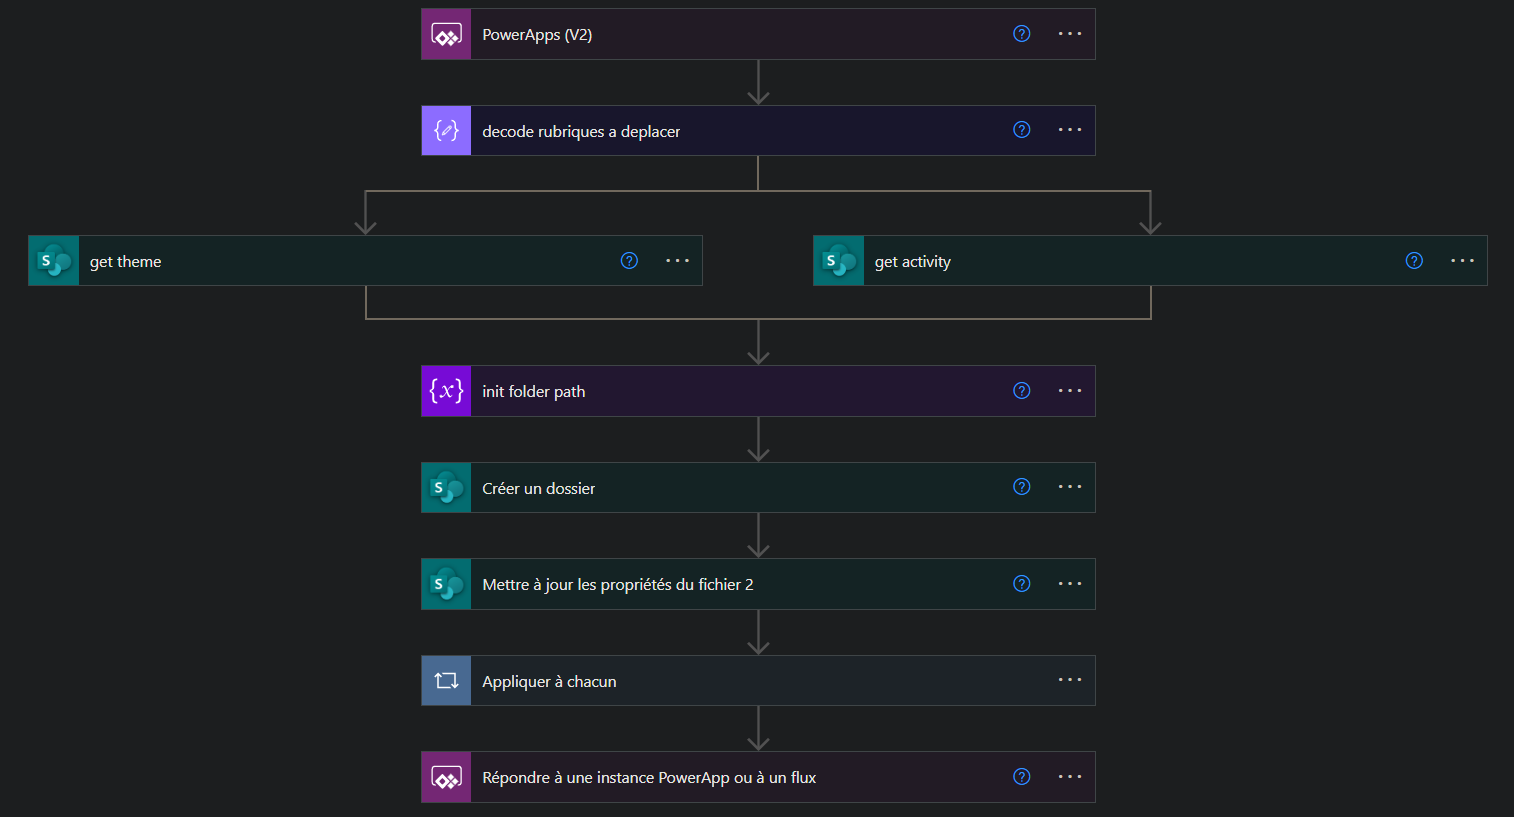 PowerApps (V2)
decode rubriques a deplacer
get theme
get activity
init folder path
Créer un dossier
Mettre à jour les propriétés du fichier 2
Appliquer à chacun
Répondre à une instance PowerApp ou à un flux